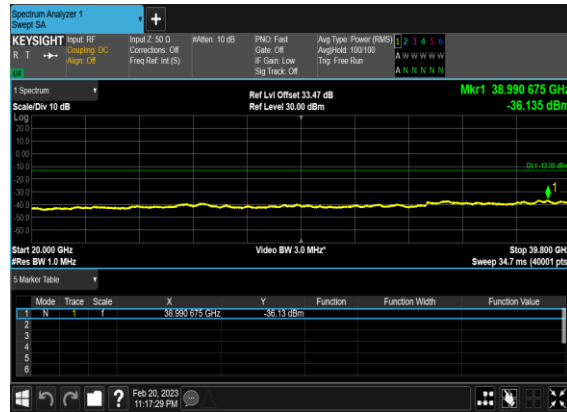 Spectrum Analyzer 1
Swept SA
+
KEYSIGHT Input: RF Input Z: 50 Ω #Atten: 10 dB PNO: Fast Avg Type: Power (RMS) 1 2 3 4 5 6
R T Coupling: DC Corrections: Off Gate: Off Avg|Hold: 100/100 A W W W W W
Align: Off Freq Ref: Int (S) IF Gain: Low Trig: Free Run A N N N N N
Sig Track: Off
1 Spectrum Ref Lvl Offset 33.47 dB Mkr1 38.990 675 GHz
Scale/Div 10 dB Ref Level 30.00 dBm -36.135 dBm
Log
20.0
10.0
0.00
-10.0 DL1 -13.00 dBm
-20.0
-30.0 1
-40.0
-50.0
-60.0
Start 20.000 GHz Video BW 3.0 MHz* Stop 39.800 GHz
#Res BW 1.0 MHz Sweep 34.7 ms (40001 pts)
5 Marker Table
Mode Trace Scale X Y Function Function Width Function Value
1 N 1 f 38.990 675 GHz -36.13 dBm
2
3
4
5
6
? Feb 20, 2023
11:17:29 PM